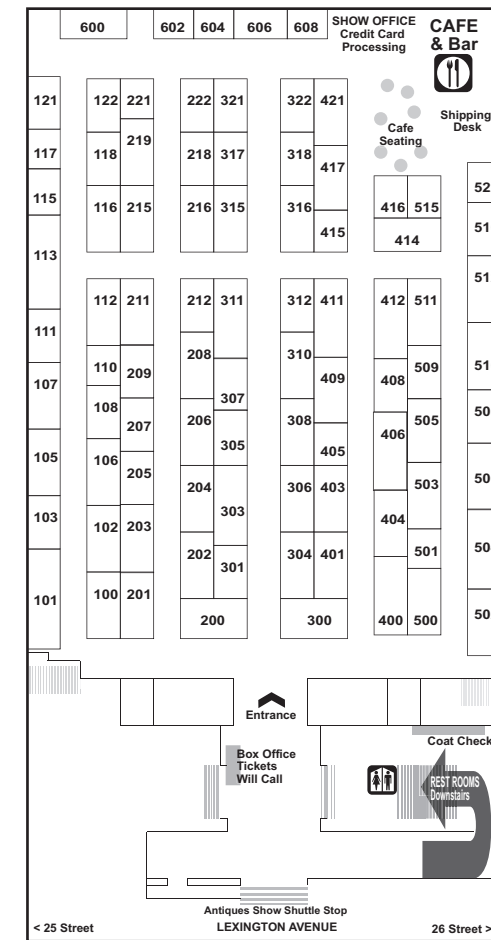 600 602 604 606 608
SHOW OFFICE
Credit Card
Processing
CAFE
& Bar
121 122 221 222 321 322 421
Cafe
Seating
Shipping
Desk
219
117 118 218 317 318 417
115 116 215 216 315 316 416 515
415 414
113
112 211 212 311 312 411 412 511
111
110 209 208 310 409 408 509
107
108 207 206 307 308 406 505
105 106 205 305 405
204 303 306 403 503
103 102 203 404
202 301 304 401 501
101 100 201 200 300 400 500
52
51
51
51
50
50
50
50
Entrance
Box Office
Tickets
Will Call
Coat Check
REST ROOMS
Downstairs
Antiques Show Shuttle Stop
< 25 Street LEXINGTON AVENUE 26 Street >